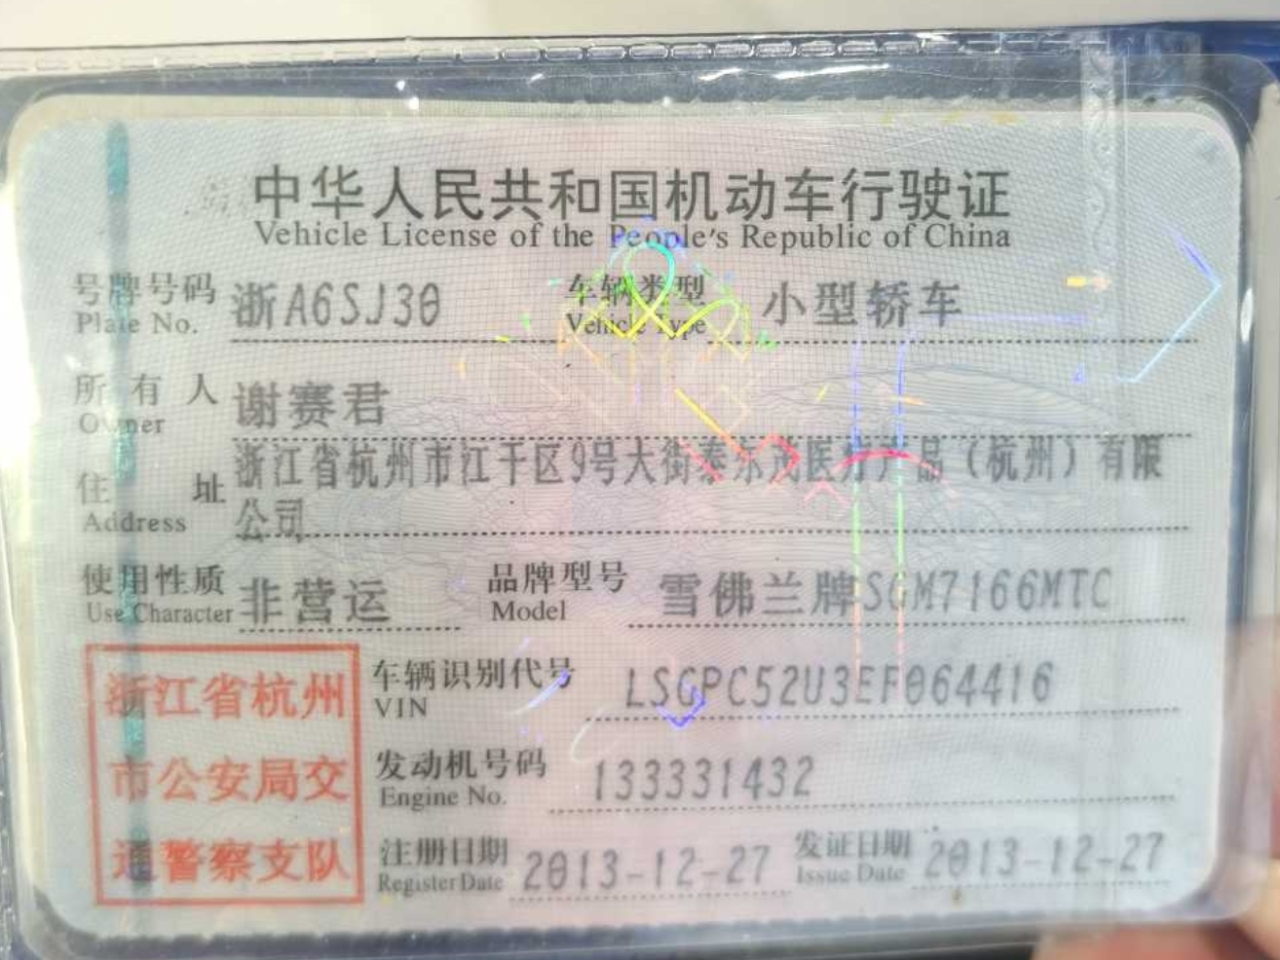 中华人民共和国机动车行驶证
Vehicle License of the People's Republic of China
号牌号码 浙A6SJ30 车辆类型 小型轿车
Plate No. Vehicle Type
所有人 谢赛君
Owner
浙江省杭州市江干区9号大街泰尔茂医疗产品（杭州）有限
住址
公司
Address
使用性质 非营运 品牌型号 雪佛兰牌SGM7166MTC
Use Character Model
浙江省杭州 车辆识别代号 LSGPC52U3EF064416
VIN
市公安局交 发动机号码 133331432
Engine No.
通警察支队 注册日期 2013-12-27 发证日期 2013-12-27
Register Date Issue Date